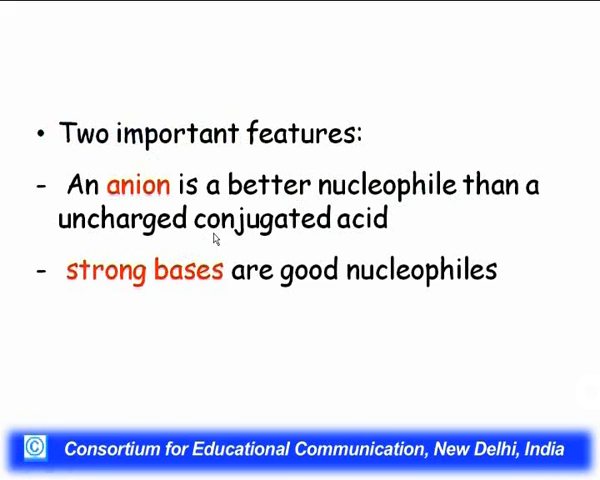 • Two important features:
- An anion is a better nucleophile than a
uncharged conjugated acid
- strong bases are good nucleophiles
© Consortium for Educational Communication, New Delhi, India